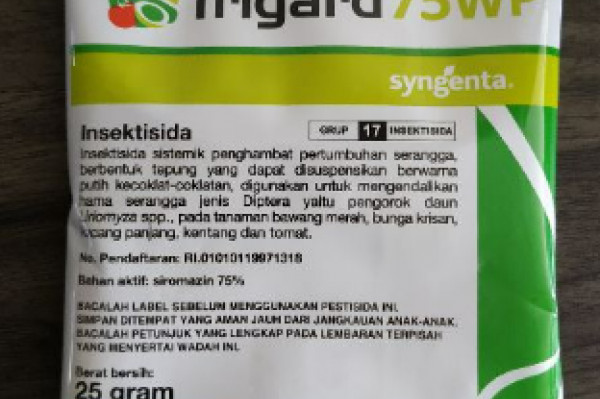 Trigard 75WP
syngenta.
Insektisida
GRUP 17 INSEKTISIDA
Insektisida sistemik penghambat pertumbuhan serangga,
berbentuk tepung yang dapat disuspensikan berwarna
putih kecoklat-coklatan, digunakan untuk mengendalikan
hama serangga jenis Diptera yaitu pengorok daun
Liriomyza spp., pada tanaman bawang merah, bunga krisan,
kacang panjang, kentang dan tomat.
No. Pendaftaran: RI.01010119971318
Bahan aktif: siromazin 75%
BACALAH LABEL SEBELUM MENGGUNAKAN PESTISIDA INI.
SIMPAN DITEMPAT YANG AMAN JAUH DARI JANGKAUAN ANAK-ANAK.
BACALAH PETUNJUK YANG LENGKAP PADA LEMBARAN TERPISAH
YANG MENYERTAI WADAH INI.
Berat bersih:
25 gram